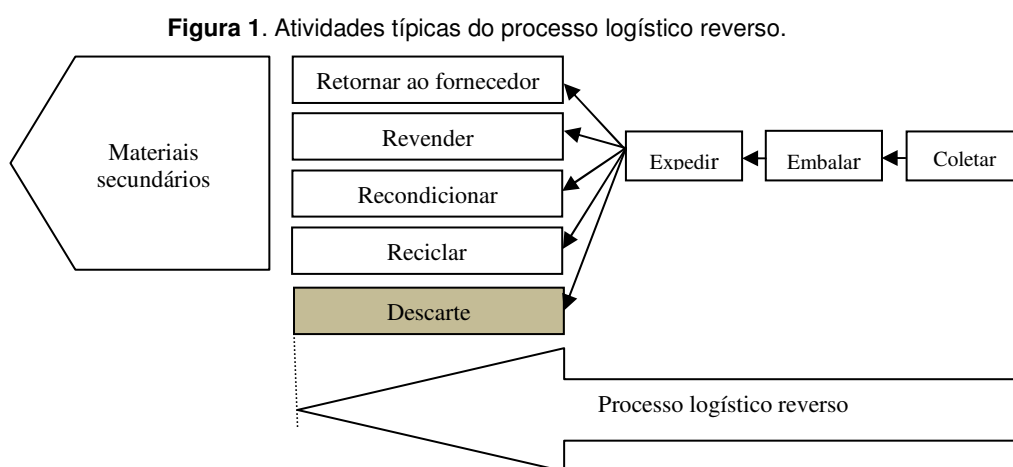 Figura 1. Atividades típicas do processo logístico reverso.
Retornar ao fornecedor
Revender
Recondicionar
Reciclar
Descarte
Materiais
secundários
Expedir
Embalar
Coletar
Processo logístico reverso